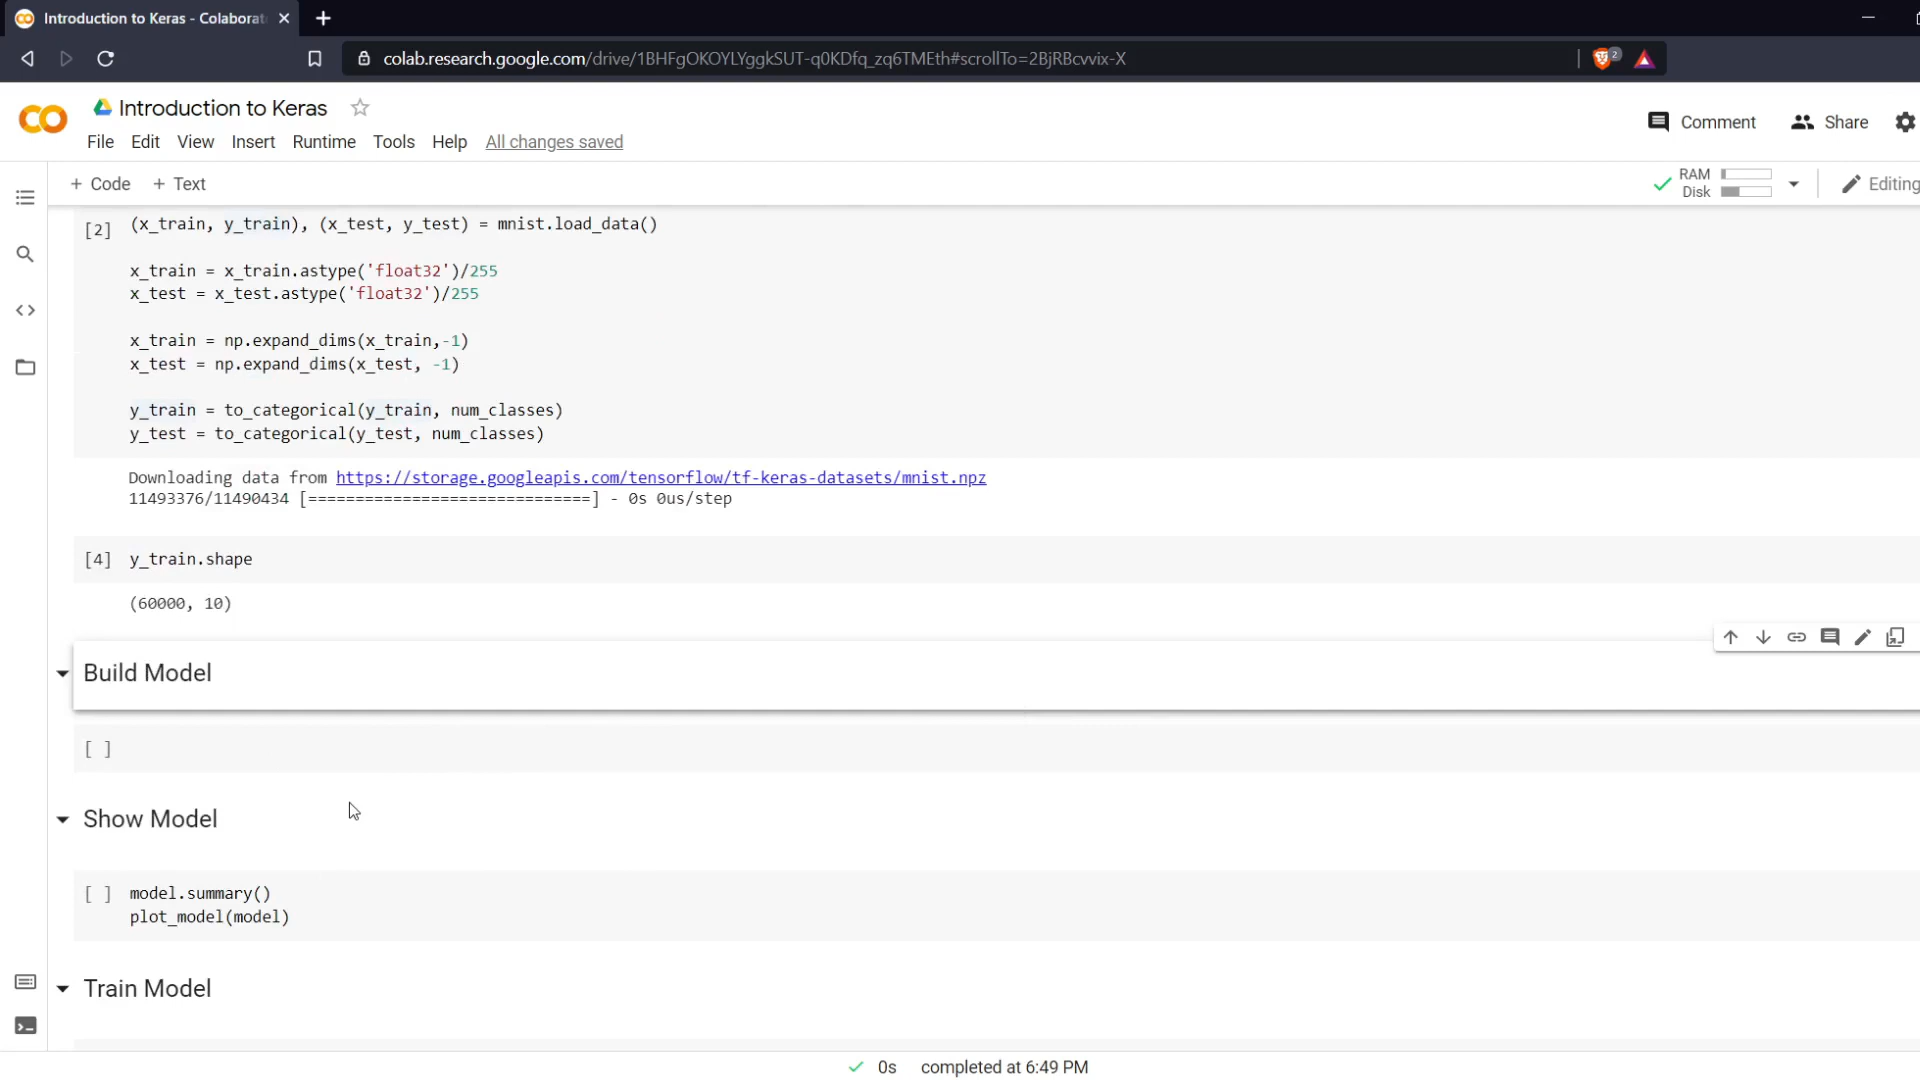 Introduction to Keras - Colaborat
colab.research.google.com/drive/1BHFgOKOYLYggkSUT-q0KDfq_zq6TMEth#scrollTo=2BjRBcvvix-X
2
Introduction to Keras
Comment
Share
File Edit View Insert Runtime Tools Help All changes saved
+ Code + Text
RAM
Disk
Editing
[2] (x_train, y_train), (x_test, y_test) = mnist.load_data()
x_train = x_train.astype('float32')/255
x_test = x_test.astype('float32')/255
x_train = np.expand_dims(x_train,-1)
x_test = np.expand_dims(x_test, -1)
y_train = to_categorical(y_train, num_classes)
y_test = to_categorical(y_test, num_classes)
Downloading data from https://storage.googleapis.com/tensorflow/tf-keras-datasets/mnist.npz
11493376/11490434 [==============================] - 0s 0us/step
[4] y_train.shape
(60000, 10)
Build Model
[ ]
Show Model
[ ] model.summary()
plot_model(model)
Train Model
0s completed at 6:49 PM